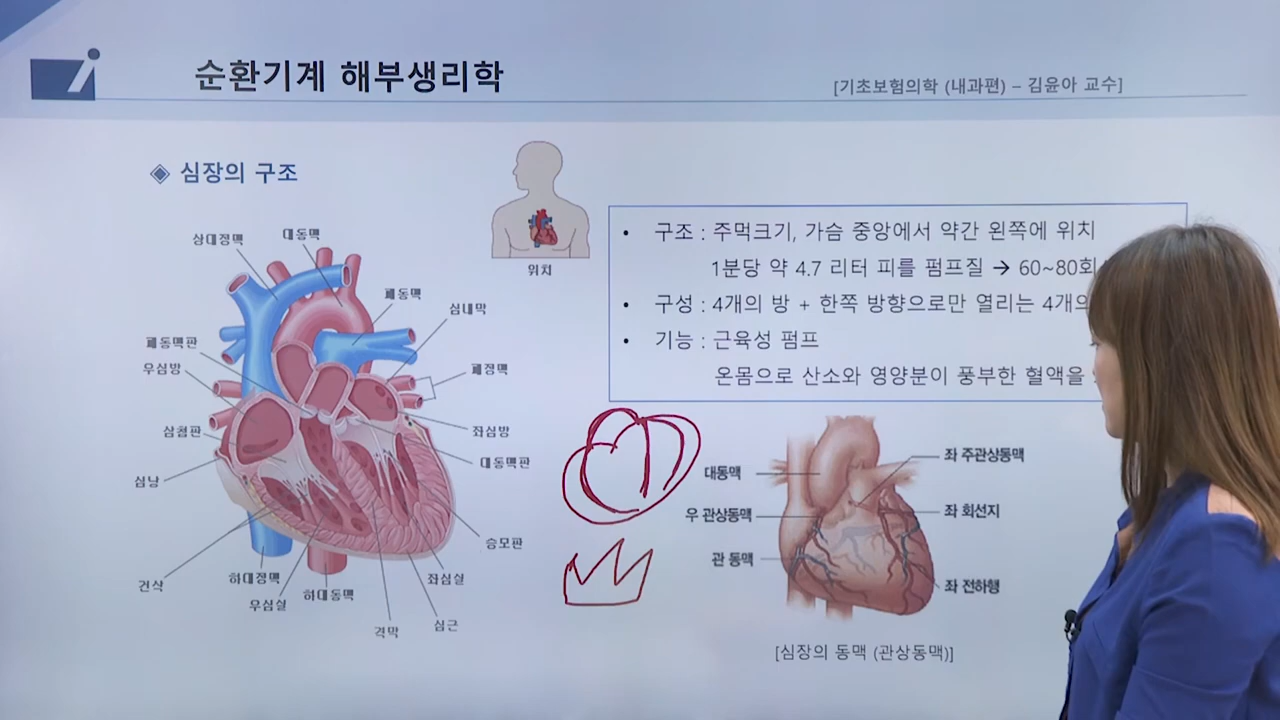 순환기계 해부생리학
[기초보험의학 (내과편) – 김윤아 교수]
◈ 심장의 구조
위치
• 구조 : 주먹크기, 가슴 중앙에서 약간 왼쪽에 위치
1분당 약 4.7 리터 피를 펌프질 → 60~80회
• 구성 : 4개의 방 + 한쪽 방향으로만 열리는 4개의
• 기능 : 근육성 펌프
온몸으로 산소와 영양분이 풍부한 혈액을
상대정맥
대동맥
폐동맥
심내막
폐동맥판
우심방
폐정맥
삼첨판
좌심방
대동맥판
심낭
승모판
건삭
하대정맥
우심실
하대동맥
좌심실
격막
심근
대동맥
좌 주관상동맥
우 관상동맥
좌 회선지
관 동맥
좌 전하행
[심장의 동맥 (관상동맥)]